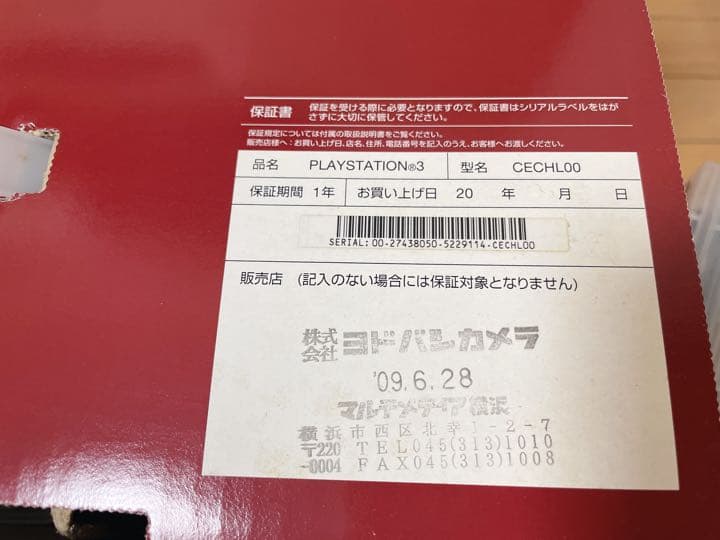 保証書 保証を受ける際に必要となりますので、保証書はシリアルラベルをはが
さずに大切に保管してください。
保証規定については付属の取扱説明書をご覧ください。
販売店様へ：お買い上げ日、店名、住所、電話番号を記入のうえ、お客様へお渡しください。
品名 PLAYSTATION®3 型名 CECHL00
保証期間 1年 お買い上げ日 20 年 月 日
SERIAL: 00-27438050-5229114-CECHL00
販売店 (記入のない場合には保証対象となりません)
株式会社 ヨドバシカメラ
'09.6.28
マルチメディア横浜
横浜市西区北幸1-2-7
〒220 TEL045(313)1010
-0004 FAX045(313)1008